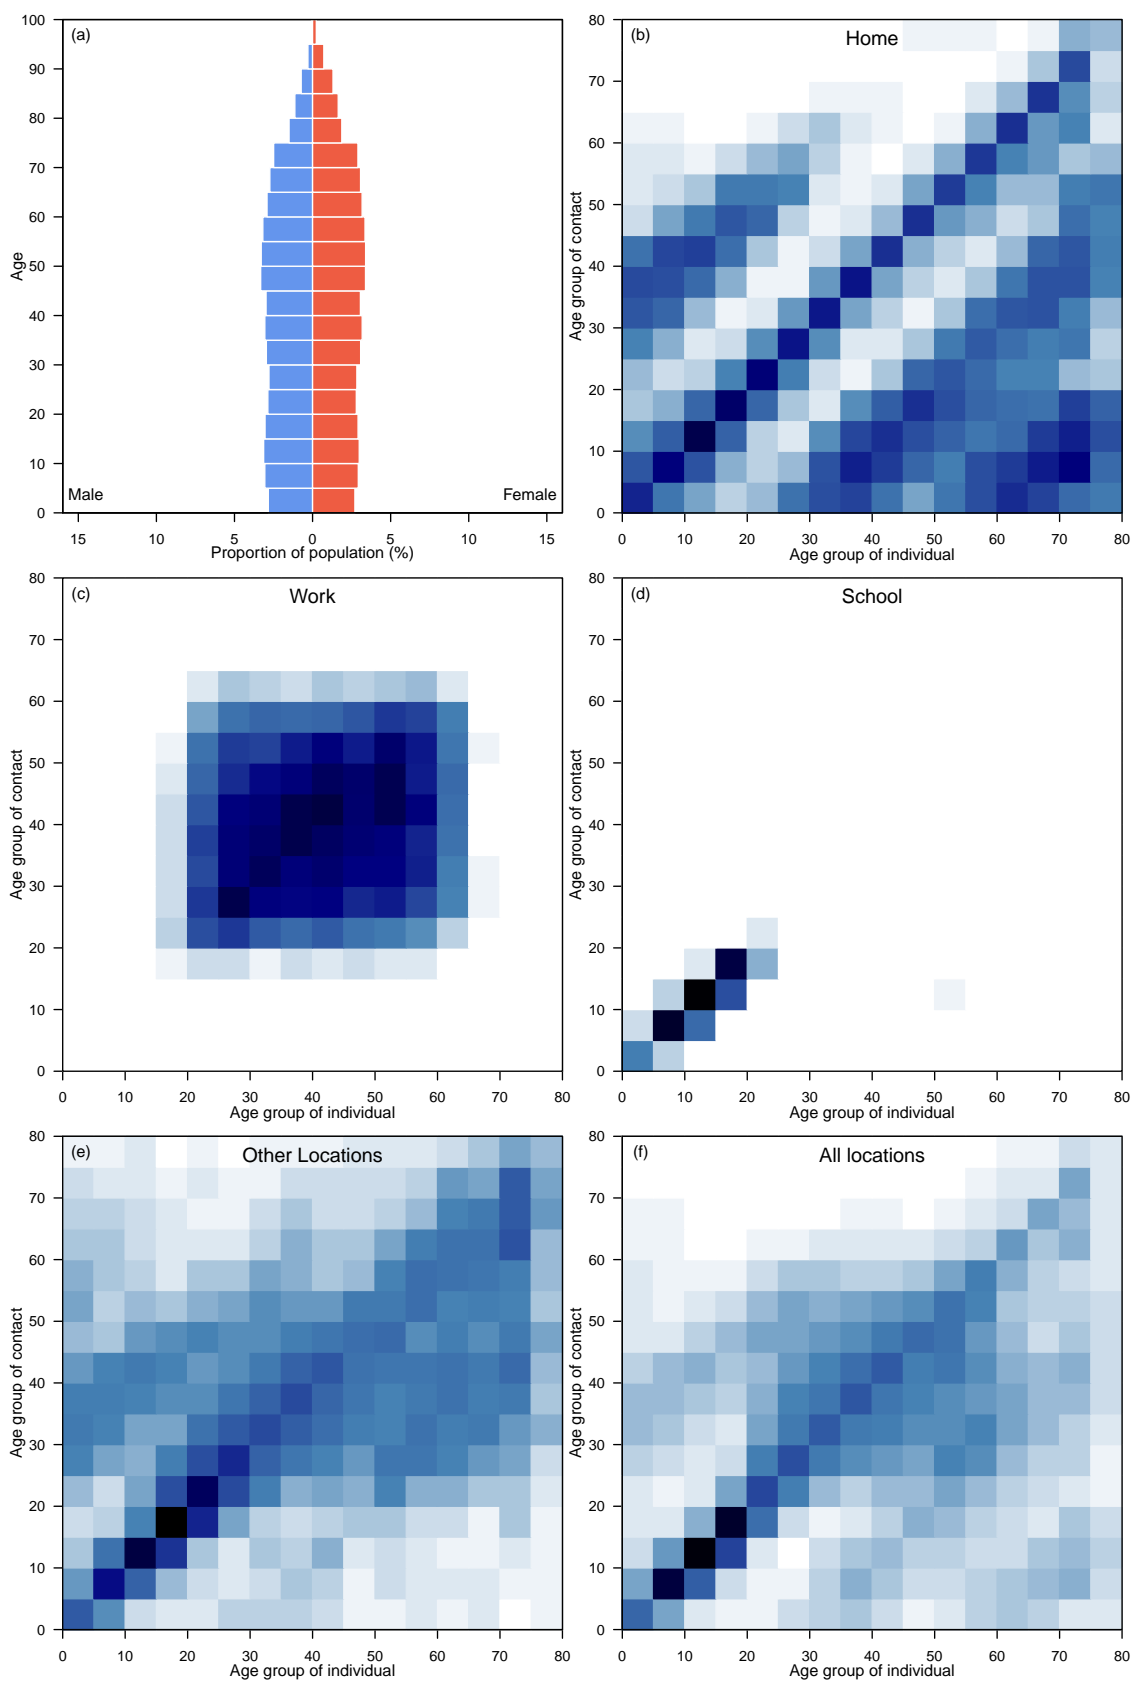 (a)
100
90
80
70
60
50
40
30
20
10
0
Age
Male
Female
15 10 5 0 5 10 15
Proportion of population (%)
(b)
Home
80
70
60
50
40
30
20
10
0
Age group of contact
0 10 20 30 40 50 60 70 80
Age group of individual
(c)
Work
80
70
60
50
40
30
20
10
0
Age group of contact
0 10 20 30 40 50 60 70 80
Age group of individual
(d)
School
80
70
60
50
40
30
20
10
0
Age group of contact
0 10 20 30 40 50 60 70 80
Age group of individual
(e)
Other Locations
80
70
60
50
40
30
20
10
0
Age group of contact
0 10 20 30 40 50 60 70 80
Age group of individual
(f)
All locations
80
70
60
50
40
30
20
10
0
Age group of contact
0 10 20 30 40 50 60 70 80
Age group of individual